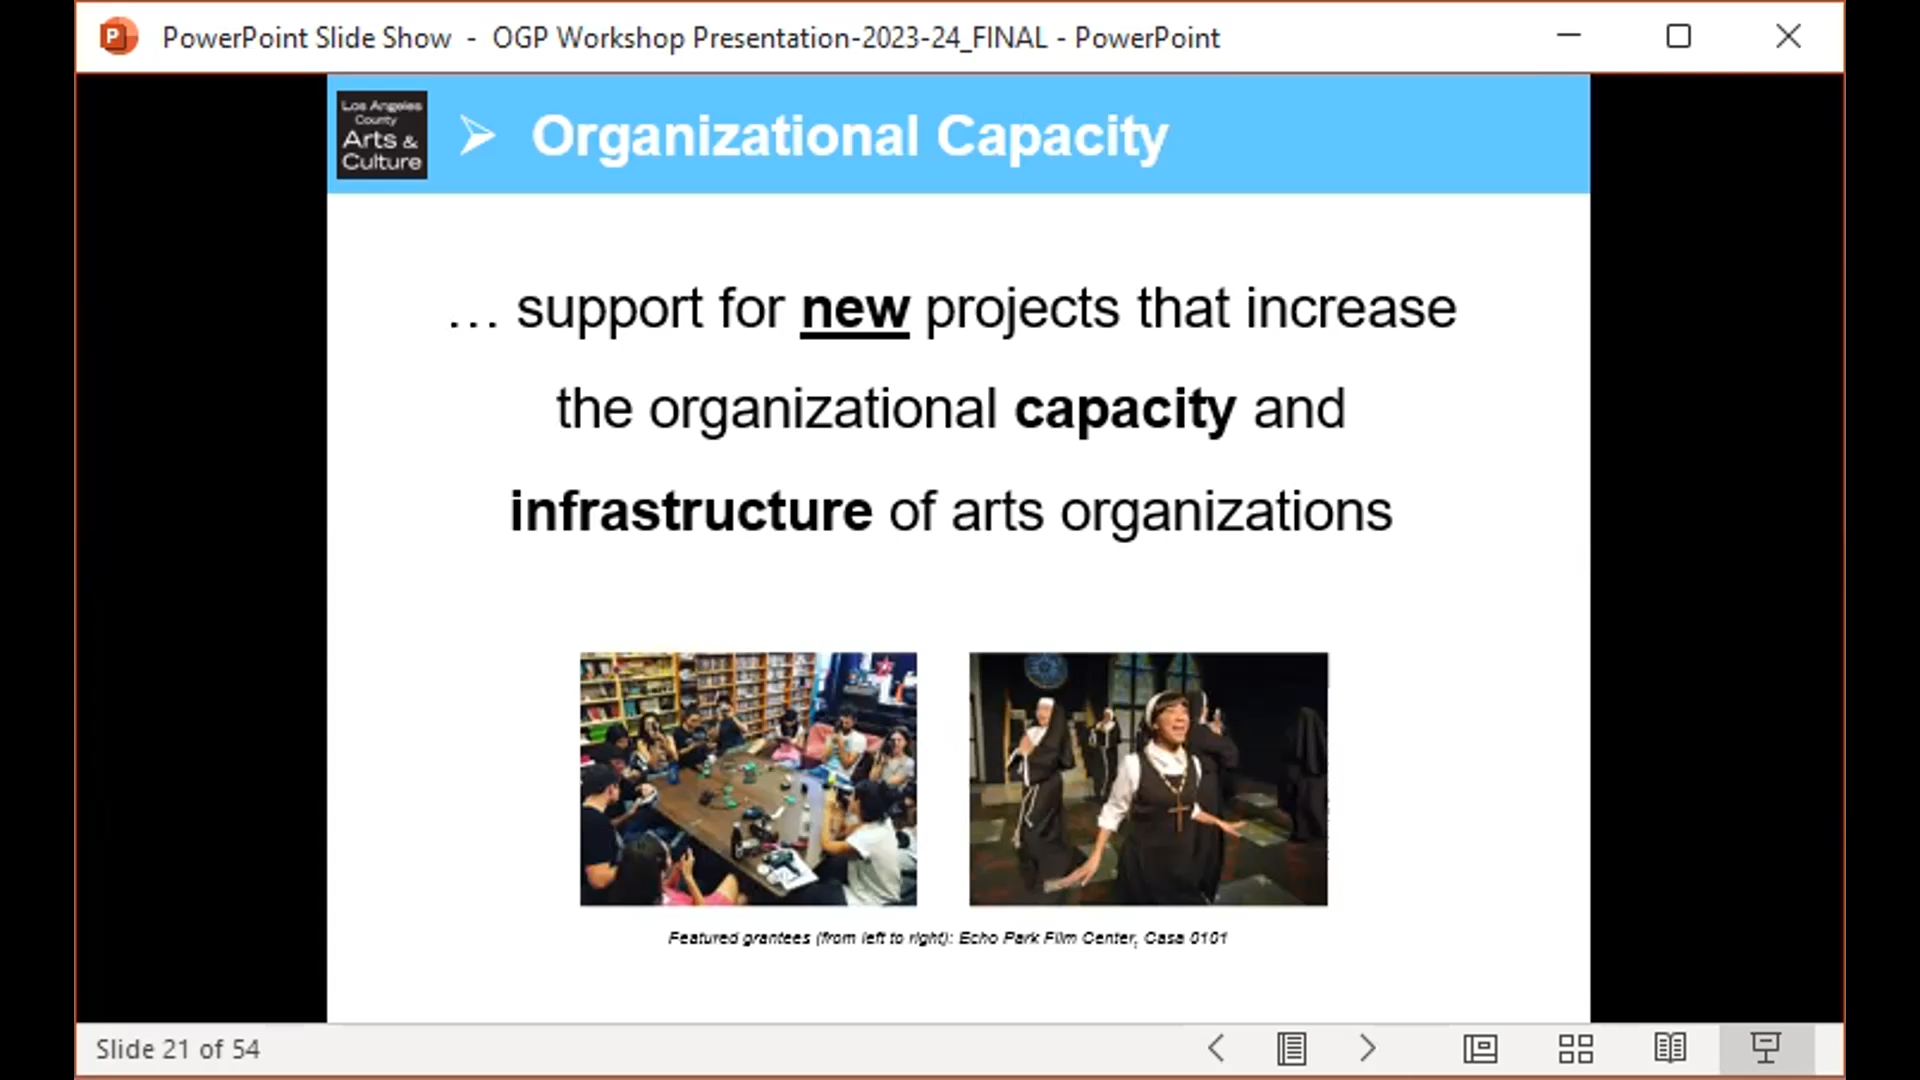 PowerPoint Slide Show - OGP Workshop Presentation-2023-24_FINAL - PowerPoint
Los Angeles
County
Arts &
Culture
Organizational Capacity
… support for new projects that increase
the organizational capacity and
infrastructure of arts organizations
Featured grantees (from left to right): Echo Park Film Center, Casa 0101
Slide 21 of 54